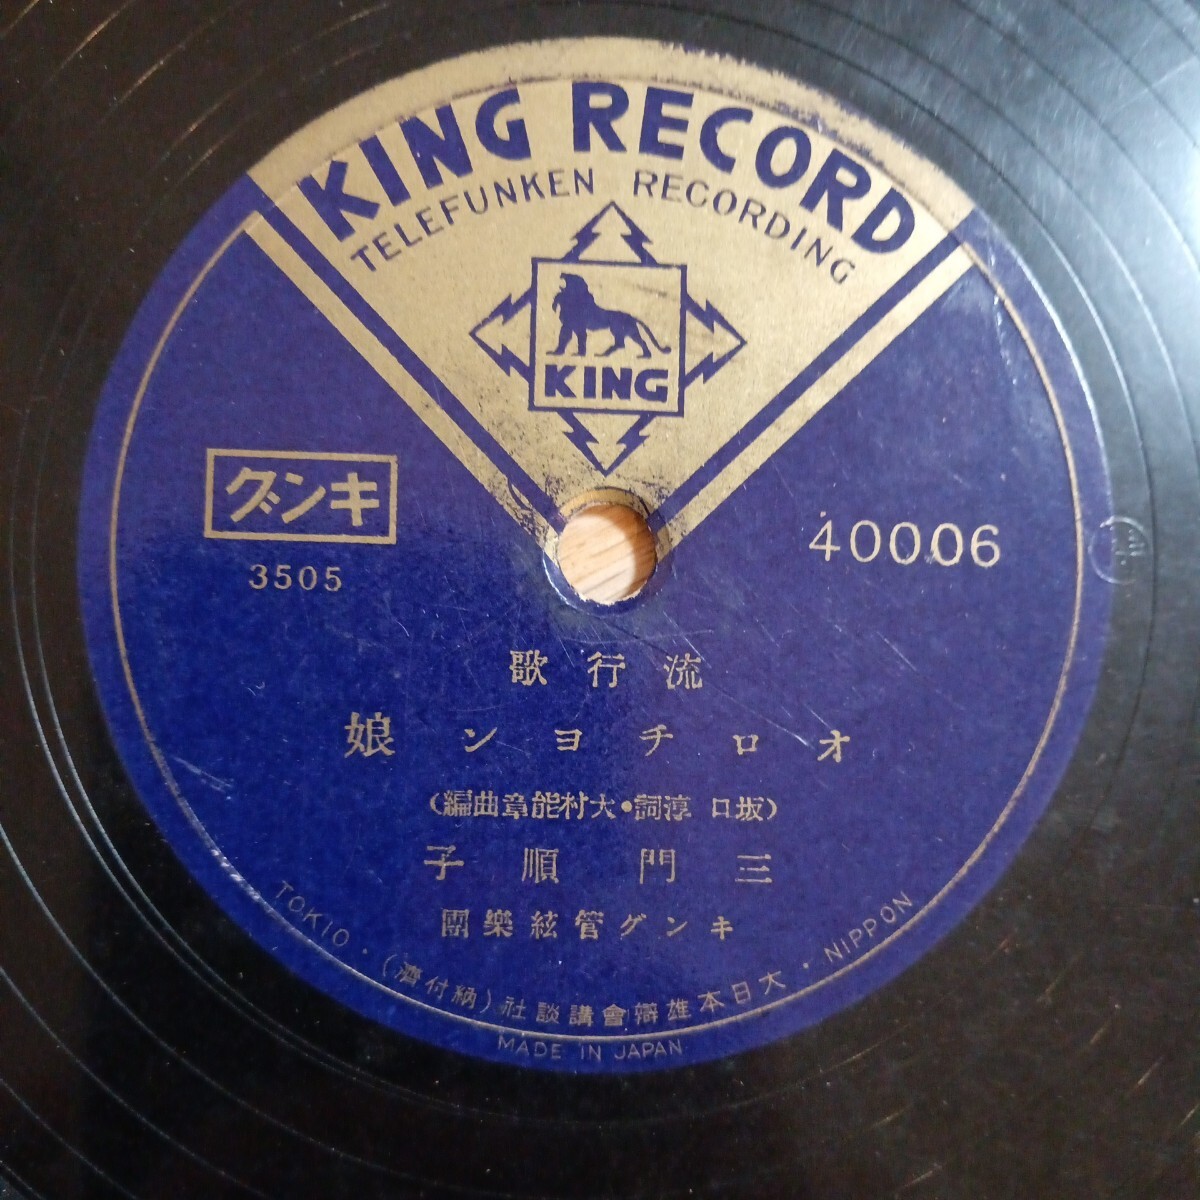 KING RECORD
TELEFUNKEN RECORDING
KING
キング
3505
40006
流行歌
オロチヨン娘
(坂口 淳詞・大村能章曲編)
三門順子
キング管絃樂團
NIPPON・大日本雄辯會講談社(納付濟)・TOKIO
MADE IN JAPAN